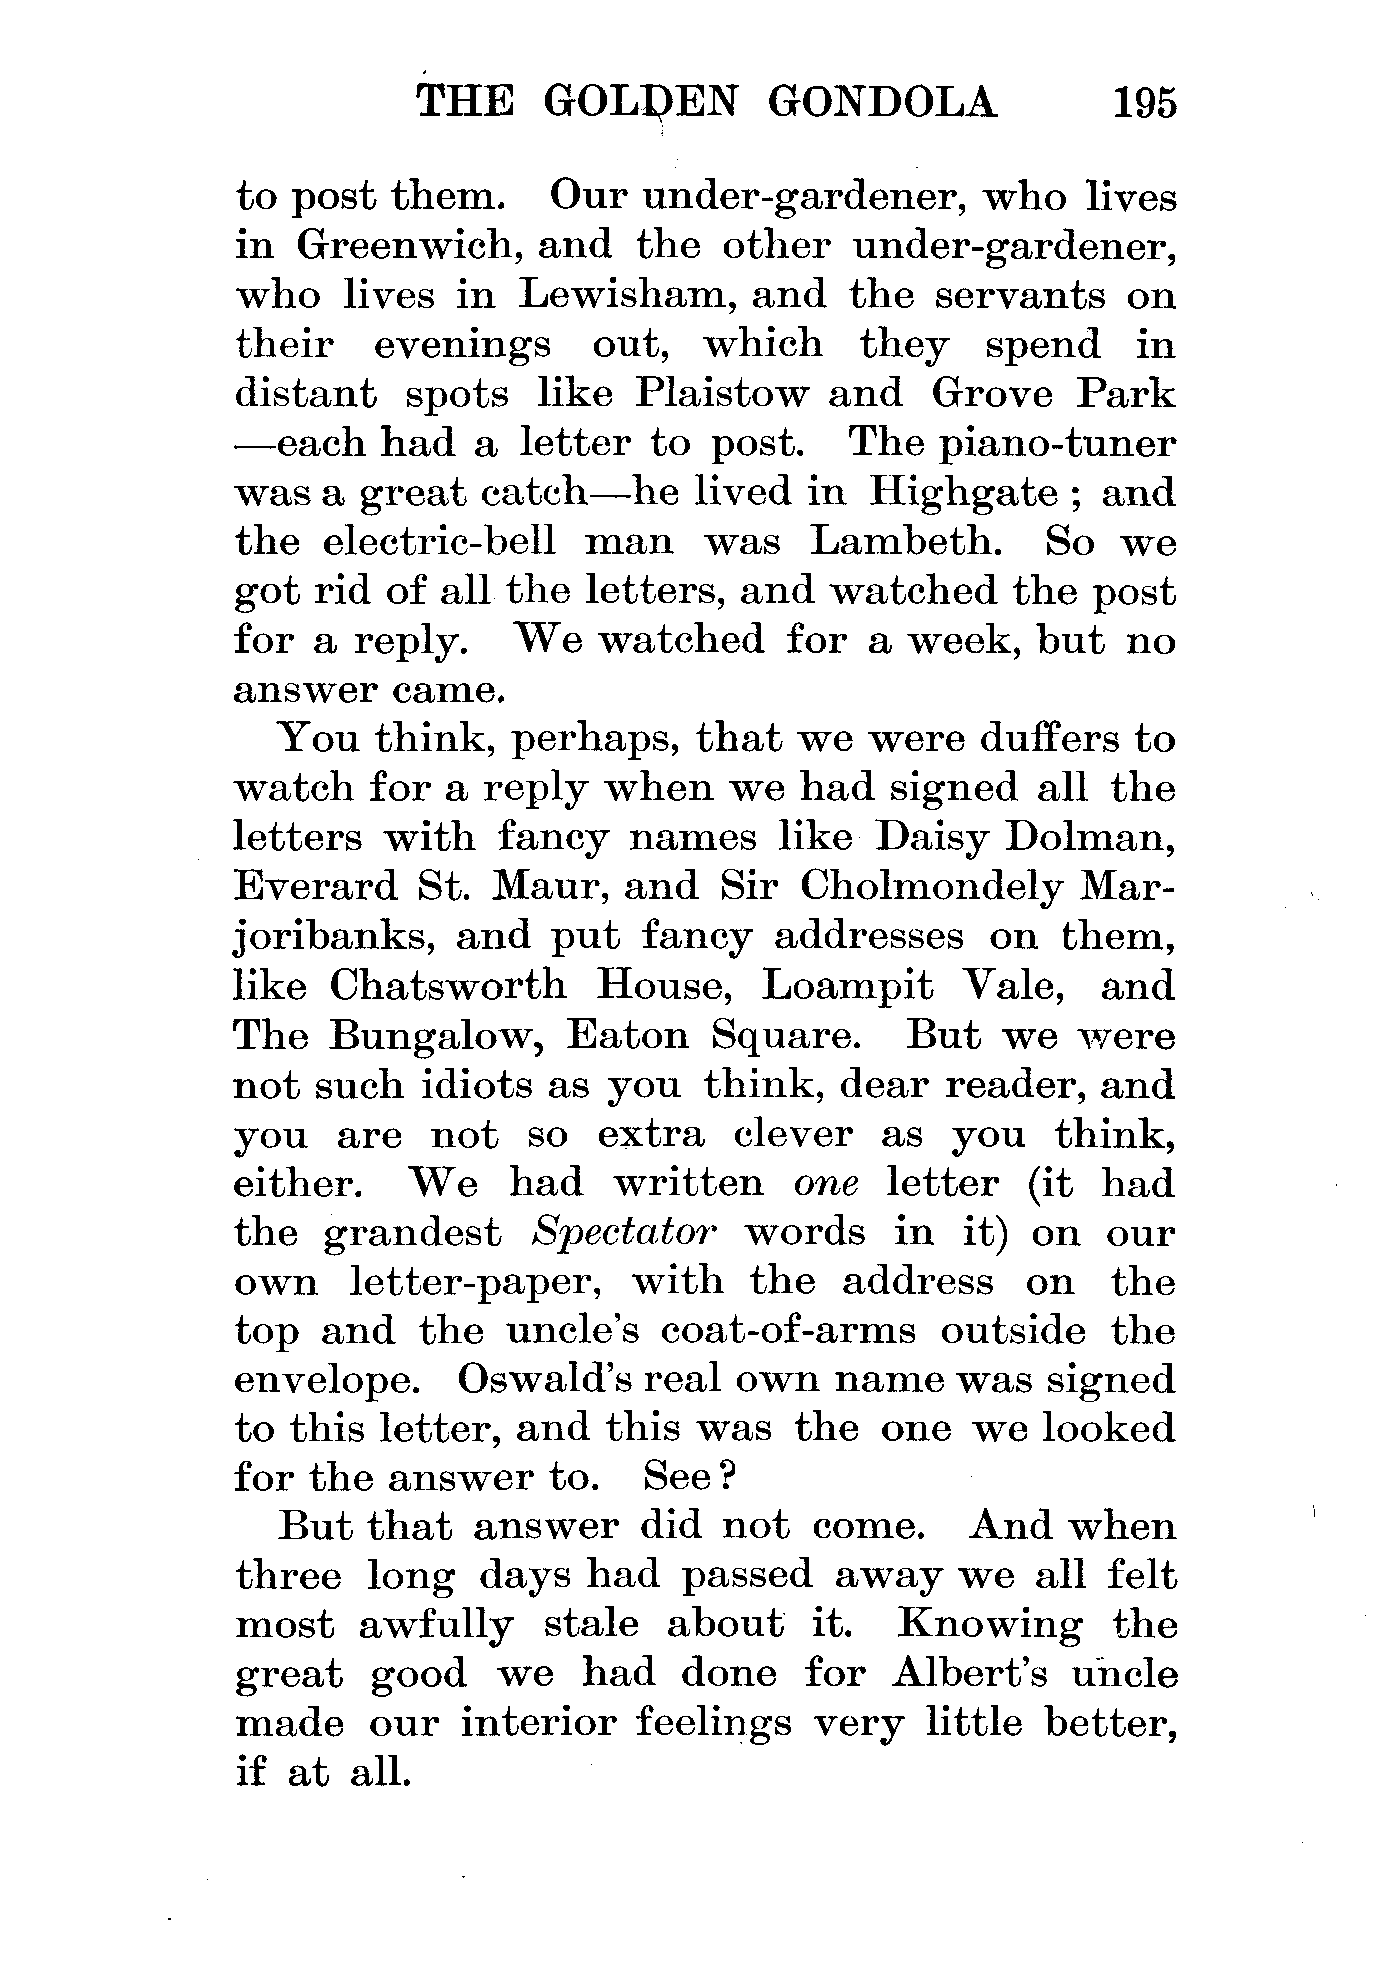 THE GOLDEN GONDOLA 195
to post them. Our under-gardener, who lives
in Greenwich, and the other under-gardener,
who lives in Lewisham, and the servants on
their evenings out, which they spend in
distant spots like Plaistow and Grove Park
—each had a letter to post. The piano-tuner
was a great catch—he lived in Highgate ; and
the electric-bell man was Lambeth. So we
got rid of all the letters, and watched the post
for a reply. We watched for a week, but no
answer came.
You think, perhaps, that we were duffers to
watch for a reply when we had signed all the
letters with fancy names like Daisy Dolman,
Everard St. Maur, and Sir Cholmondely Mar-
joribanks, and put fancy addresses on them,
like Chatsworth House, Loampit Vale, and
The Bungalow, Eaton Square. But we were
not such idiots as you think, dear reader, and
you are not so extra clever as you think,
either. We had written one letter (it had
the grandest Spectator words in it) on our
own letter-paper, with the address on the
top and the uncle's coat-of-arms outside the
envelope. Oswald's real own name was signed
to this letter, and this was the one we looked
for the answer to. See?
But that answer did not come. And when
three long days had passed away we all felt
most awfully stale about it. Knowing the
great good we had done for Albert's uncle
made our interior feelings very little better,
if at all.